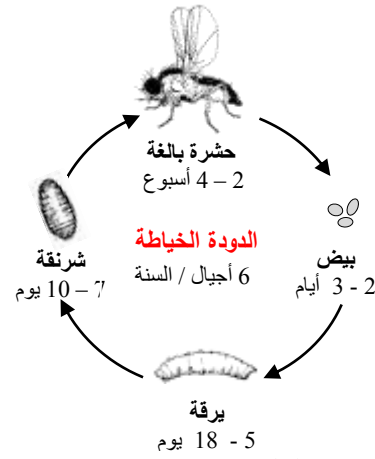 حشرة بالغة
2 – 4 أسبوع
بيض
2 - 3 أيام
يرقة
5 - 18 يوم
شرنقة
7 – 10 يوم
الدودة الخياطة
6 أجيال / السنة